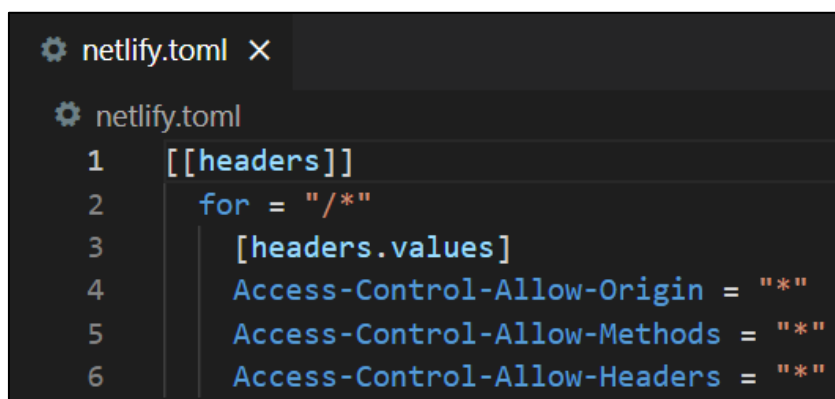 netlify.toml ×
netlify.toml
1 [[headers]]
2 for = "/*"
3 [headers.values]
4 Access-Control-Allow-Origin = "*"
5 Access-Control-Allow-Methods = "*"
6 Access-Control-Allow-Headers = "*"